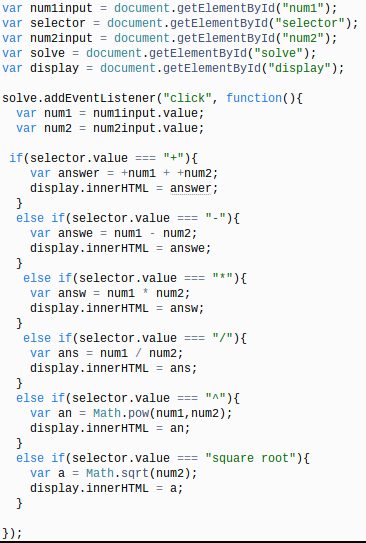 var num1input = document.getElementById("num1");
var selector = document.getElementById("selector");
var num2input = document.getElementById("num2");
var solve = document.getElementById("solve");
var display = document.getElementById("display");

solve.addEventListener("click", function(){
  var num1 = num1input.value;
  var num2 = num2input.value;

 if(selector.value === "+"){
    var answer = +num1 + +num2;
    display.innerHTML = answer;
  }
  else if(selector.value === "-"){
    var answe = num1 - num2;
    display.innerHTML = answe;
  }
   else if(selector.value === "*"){
    var answ = num1 * num2;
    display.innerHTML = answ;
  }
   else if(selector.value === "/"){
    var ans = num1 / num2;
    display.innerHTML = ans;
  }
  else if(selector.value === "^"){
    var an = Math.pow(num1,num2);
    display.innerHTML = an;
  }
  else if(selector.value === "square root"){
    var a = Math.sqrt(num2);
    display.innerHTML = a;
  }

});